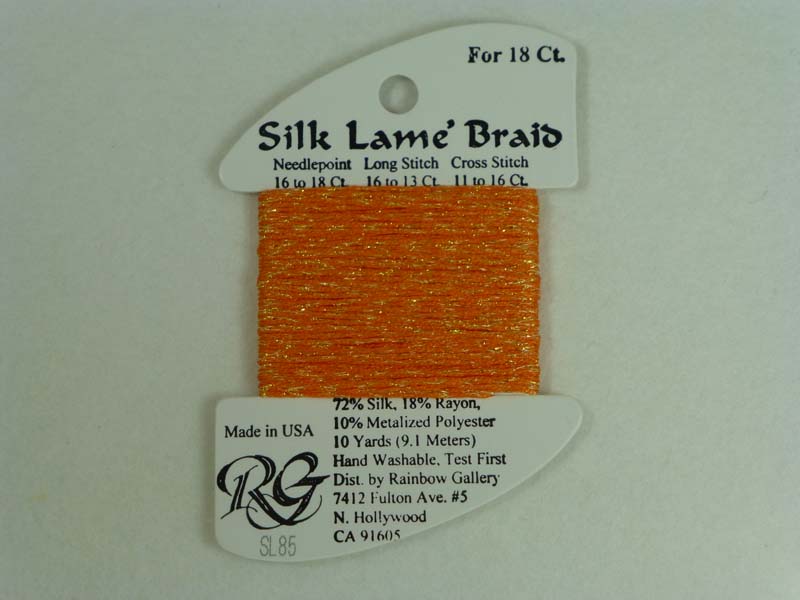 For 18 Ct.
Silk Lame' Braid
Needlepoint Long Stitch Cross Stitch
16 to 18 Ct. 16 to 13 Ct. 11 to 16 Ct.
72% Silk, 18% Rayon,
10% Metalized Polyester
Made in USA
10 Yards (9.1 Meters)
Hand Washable, Test First
Dist. by Rainbow Gallery
7412 Fulton Ave. #5
N. Hollywood
CA 91605
RG
SL85